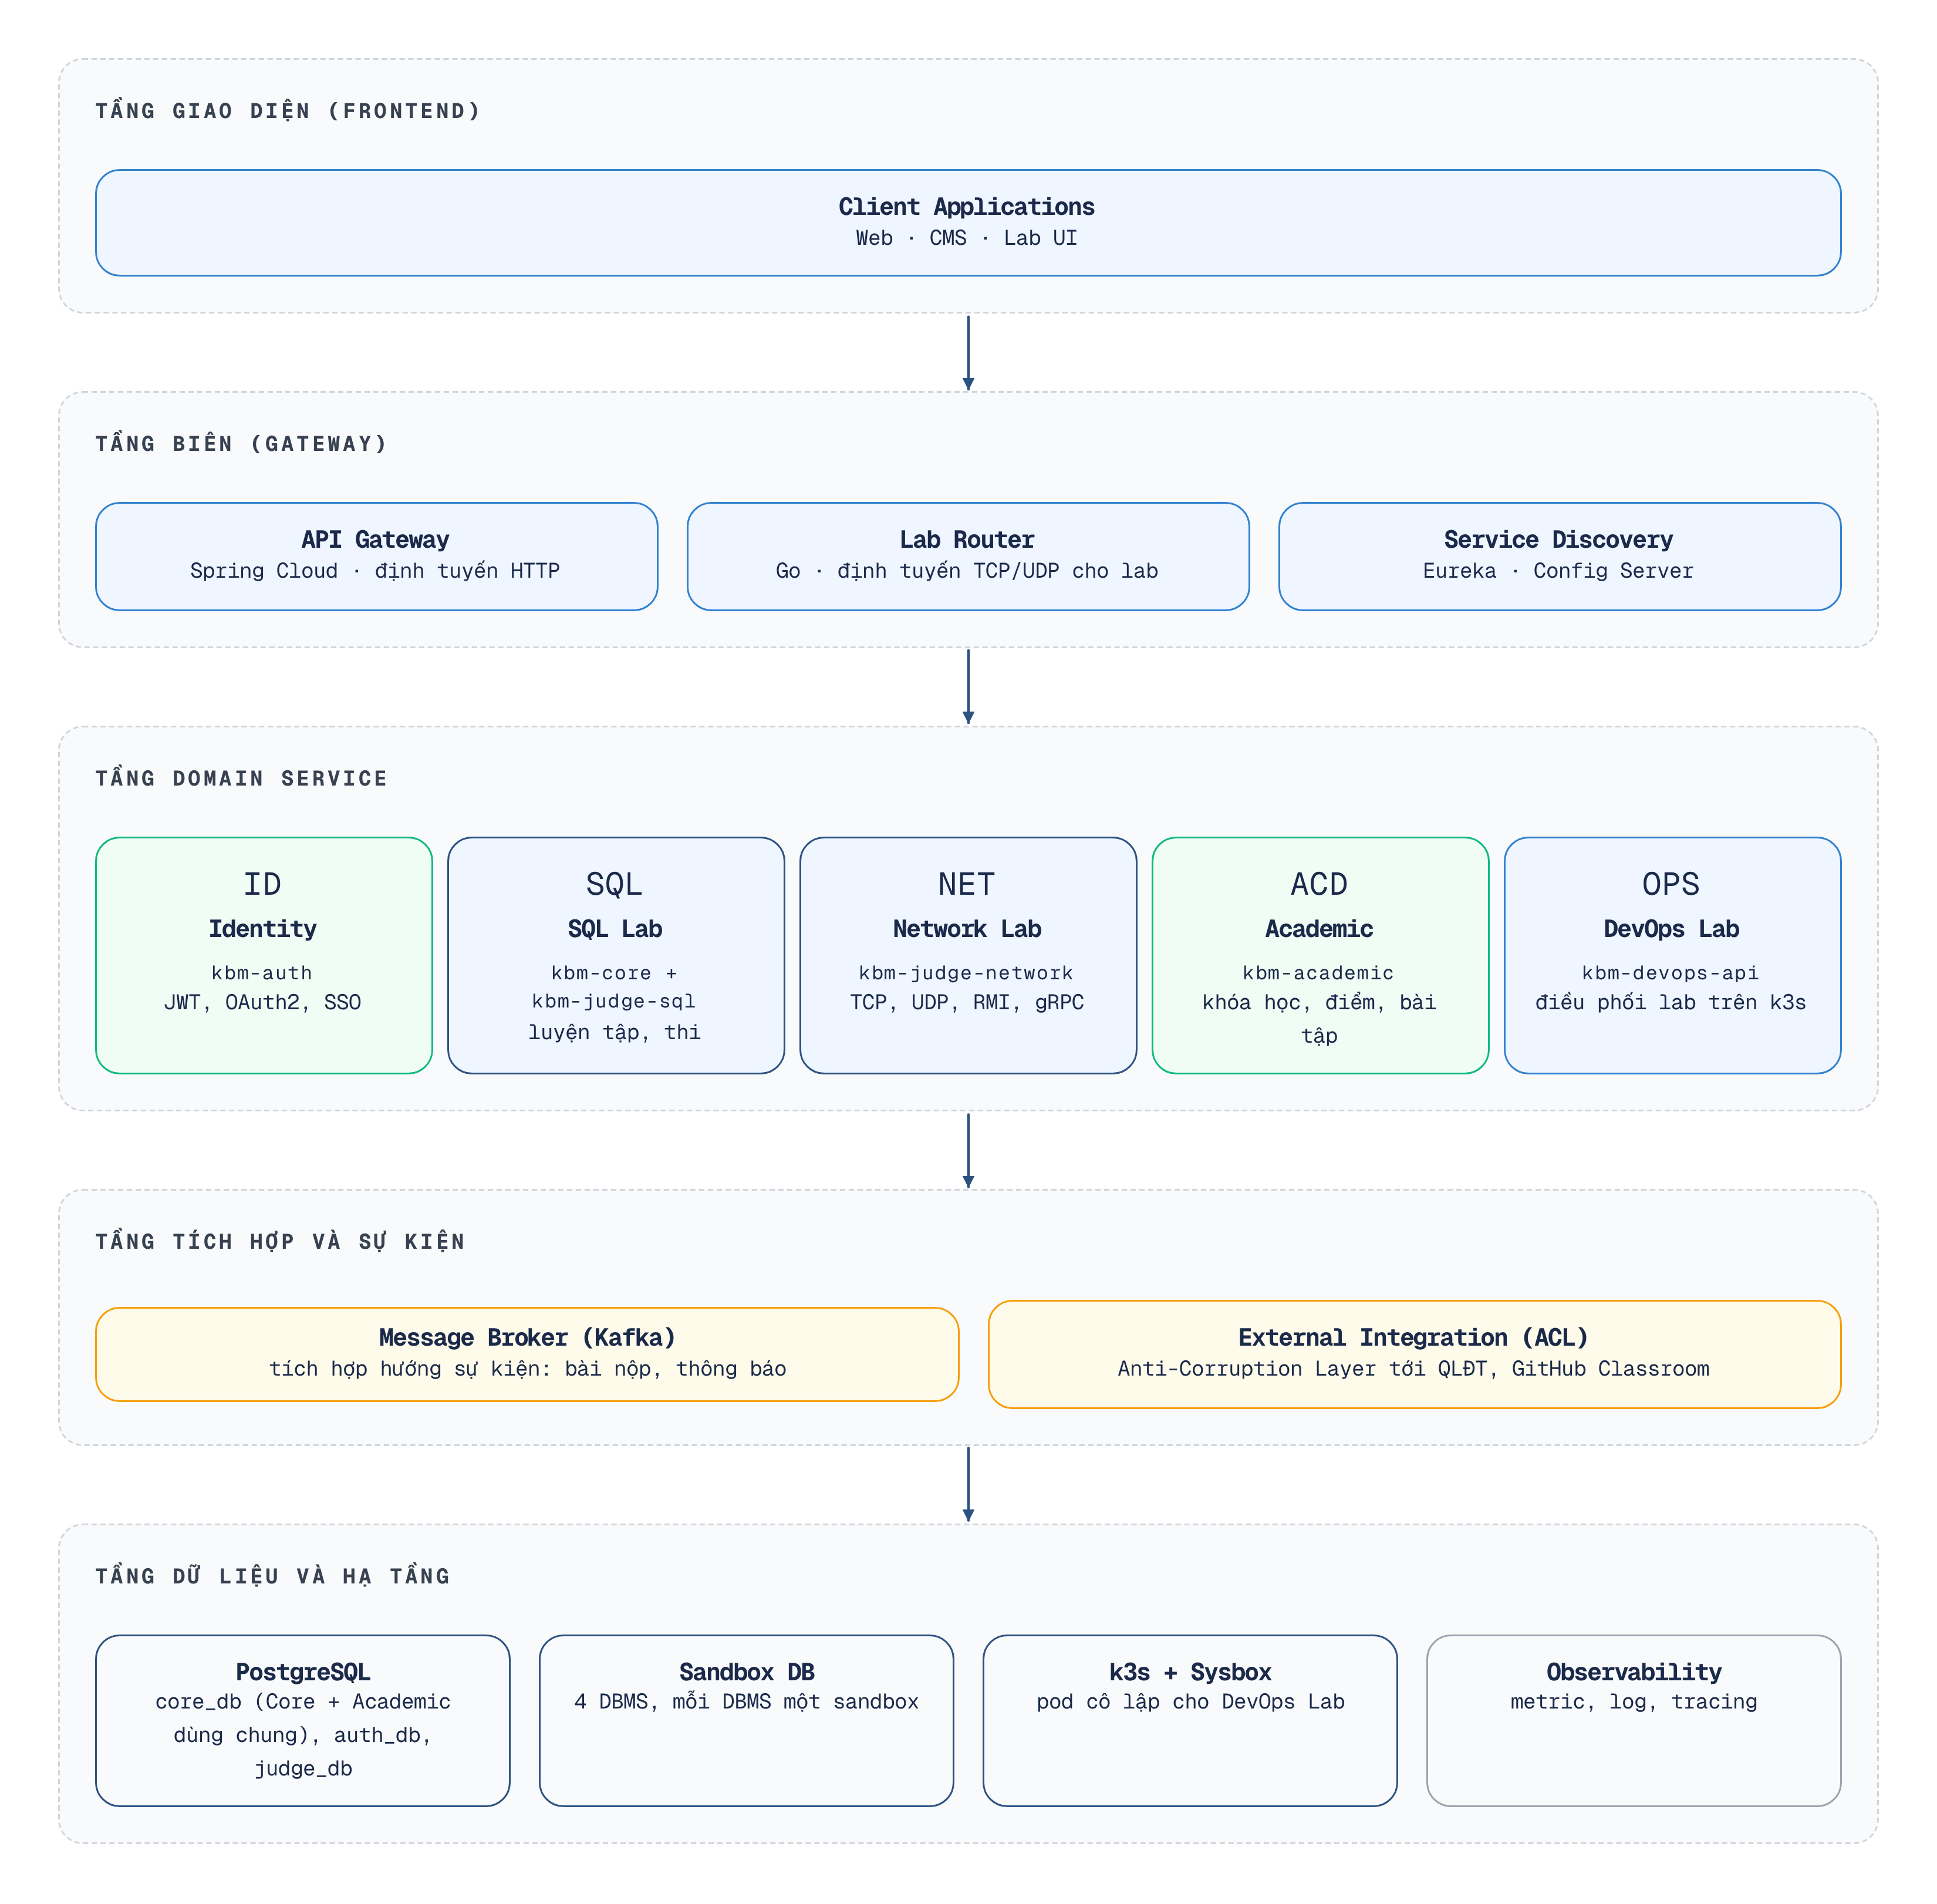 TẦNG GIAO DIỆN (FRONTEND)
Client Applications
Web · CMS · Lab UI
TẦNG BIÊN (GATEWAY)
API Gateway
Spring Cloud · định tuyến HTTP
Lab Router
Go · định tuyến TCP/UDP cho lab
Service Discovery
Eureka · Config Server
TẦNG DOMAIN SERVICE
ID
Identity
kbm-auth
JWT, OAuth2, SSO
SQL
SQL Lab
kbm-core +
kbm-judge-sql
luyện tập, thi
NET
Network Lab
kbm-judge-network
TCP, UDP, RMI, gRPC
ACD
Academic
kbm-academic
khóa học, điểm, bài
tập
OPS
DevOps Lab
kbm-devops-api
điều phối lab trên k3s
TẦNG TÍCH HỢP VÀ SỰ KIỆN
Message Broker (Kafka)
tích hợp hướng sự kiện: bài nộp, thông báo
External Integration (ACL)
Anti-Corruption Layer tới QLĐT, GitHub Classroom
TẦNG DỮ LIỆU VÀ HẠ TẦNG
PostgreSQL
core_db (Core + Academic
dùng chung), auth_db,
judge_db
Sandbox DB
4 DBMS, mỗi DBMS một sandbox
k3s + Sysbox
pod cô lập cho DevOps Lab
Observability
metric, log, tracing